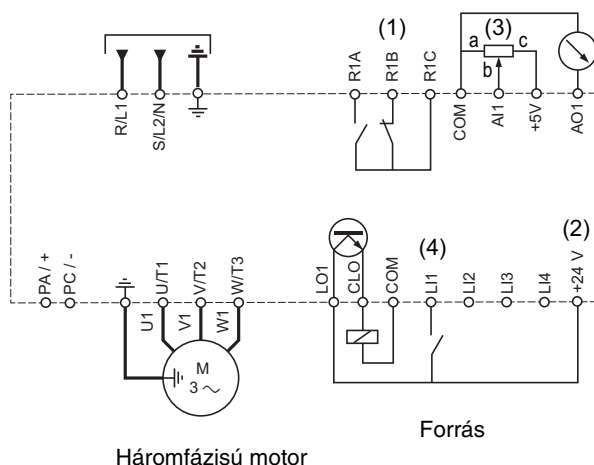 (1)
(3)
a
c
b
R/L1
S/L2/N
R1A
R1B
R1C
COM
AI1
+5V
AO1
(4)
(2)
PA / +
PC / -
U/T1
V/T2
W/T3
LO1
CLO
COM
LI1
LI2
LI3
LI4
+24 V
U1
V1
W1
M
3 ~
Forrás
Háromfázisú motor